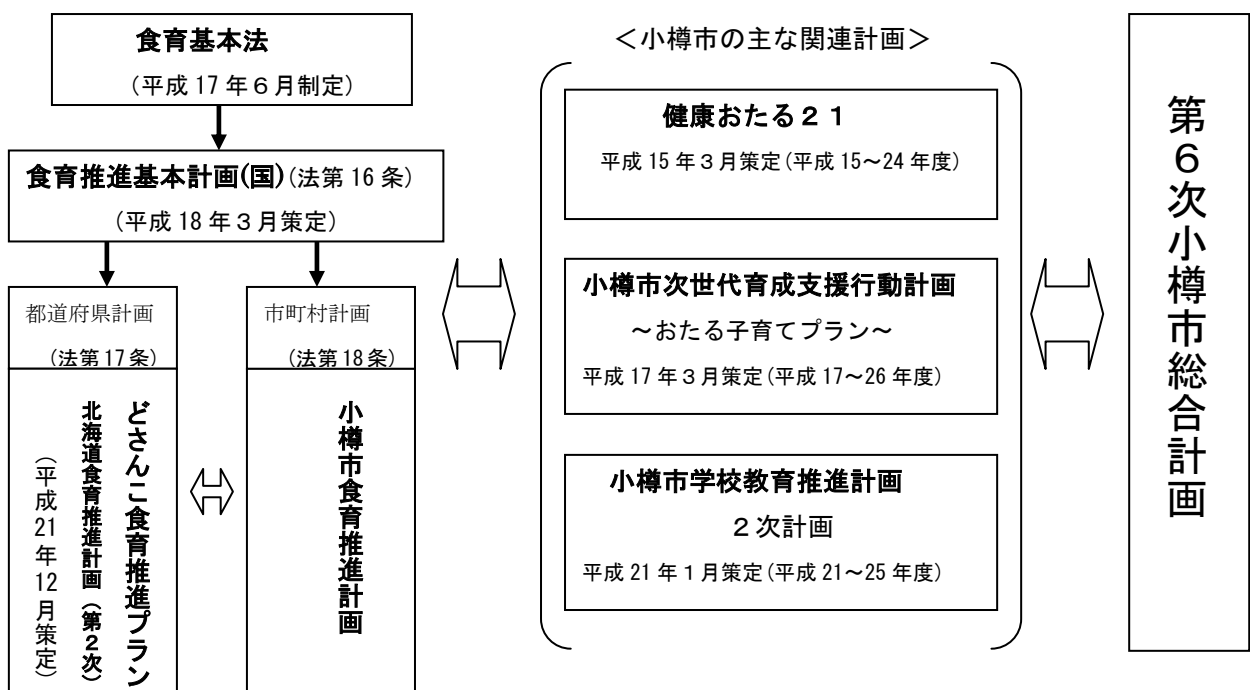 食育基本法
(平成17年6月制定)
食育推進基本計画(国)(法第16条)
(平成18年3月策定)
都道府県計画
(法第17条)
どさんこ食育推進プラン
北海道食育推進計画(第2次)
(平成21年12月策定)
市町村計画
(法第18条)
小樽市食育推進計画
<小樽市の主な関連計画>
健康おたる21
平成15年3月策定(平成15~24年度)
小樽市次世代育成支援行動計画
~おたる子育てプラン~
平成17年3月策定(平成17~26年度)
小樽市学校教育推進計画
2次計画
平成21年1月策定(平成21~25年度)
第6次小樽市総合計画